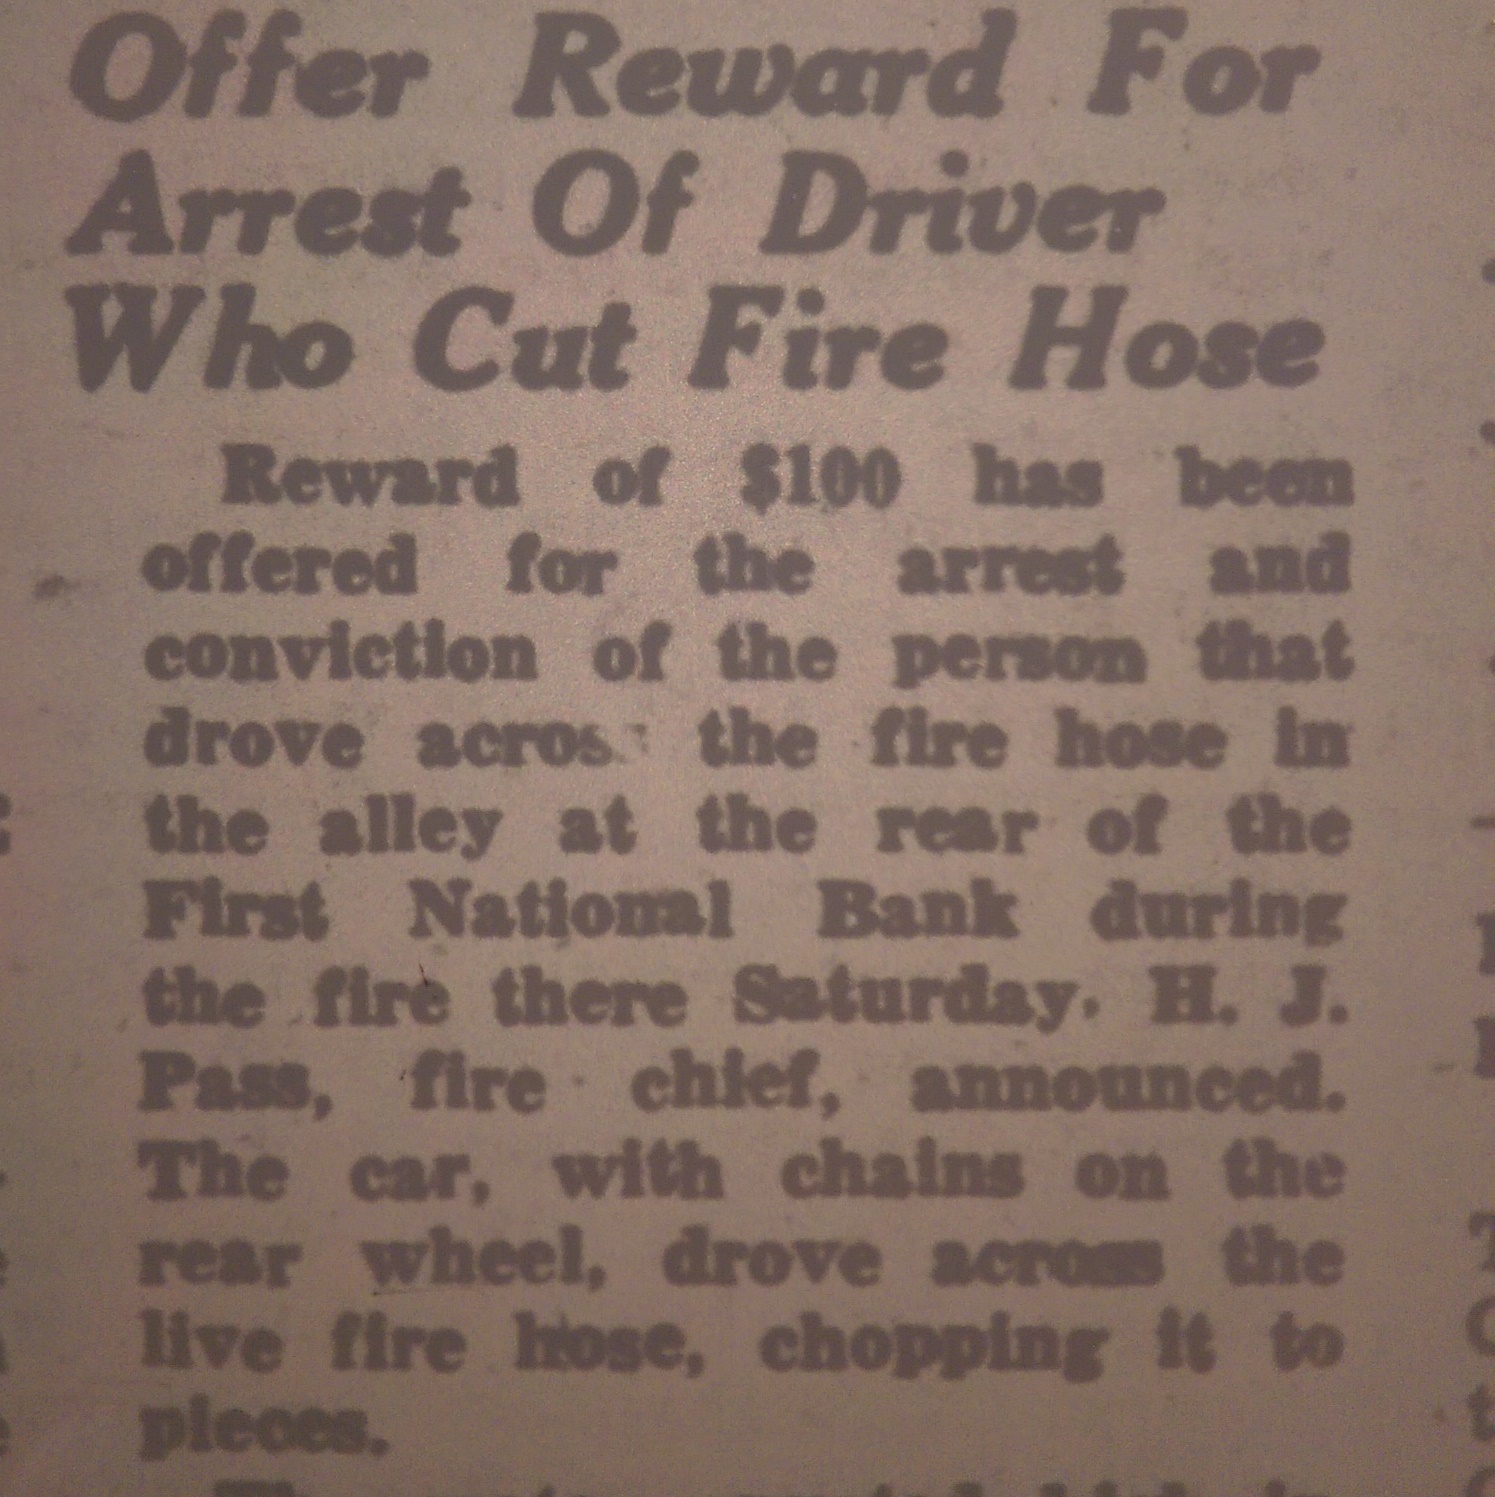 Offer Reward For
Arrest Of Driver
Who Cut Fire Hose
Reward of $100 has been
offered for the arrest and
conviction of the person that
drove across the fire hose in
the alley at the rear of the
First National Bank during
the fire there Saturday, H. J.
Pass, fire chief, announced.
The car, with chains on the
rear wheel, drove across the
live fire hose, chopping it to
pieces.